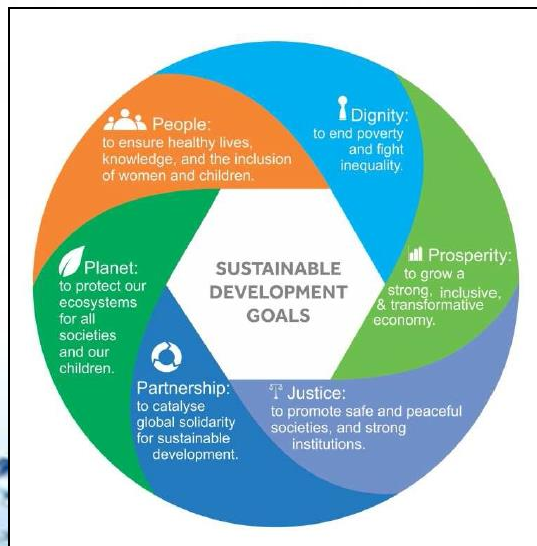 People:
to ensure healthy lives,
knowledge, and the inclusion
of women and children.
Dignity:
to end poverty
and fight
inequality.
Prosperity:
to grow a
strong, inclusive,
& transformative
economy.
Justice:
to promote safe and peaceful
societies, and strong
institutions.
Partnership:
to catalyse
global solidarity
for sustainable
development.
Planet:
to protect our
ecosystems
for all
societies
and our
children.
SUSTAINABLE
DEVELOPMENT
GOALS